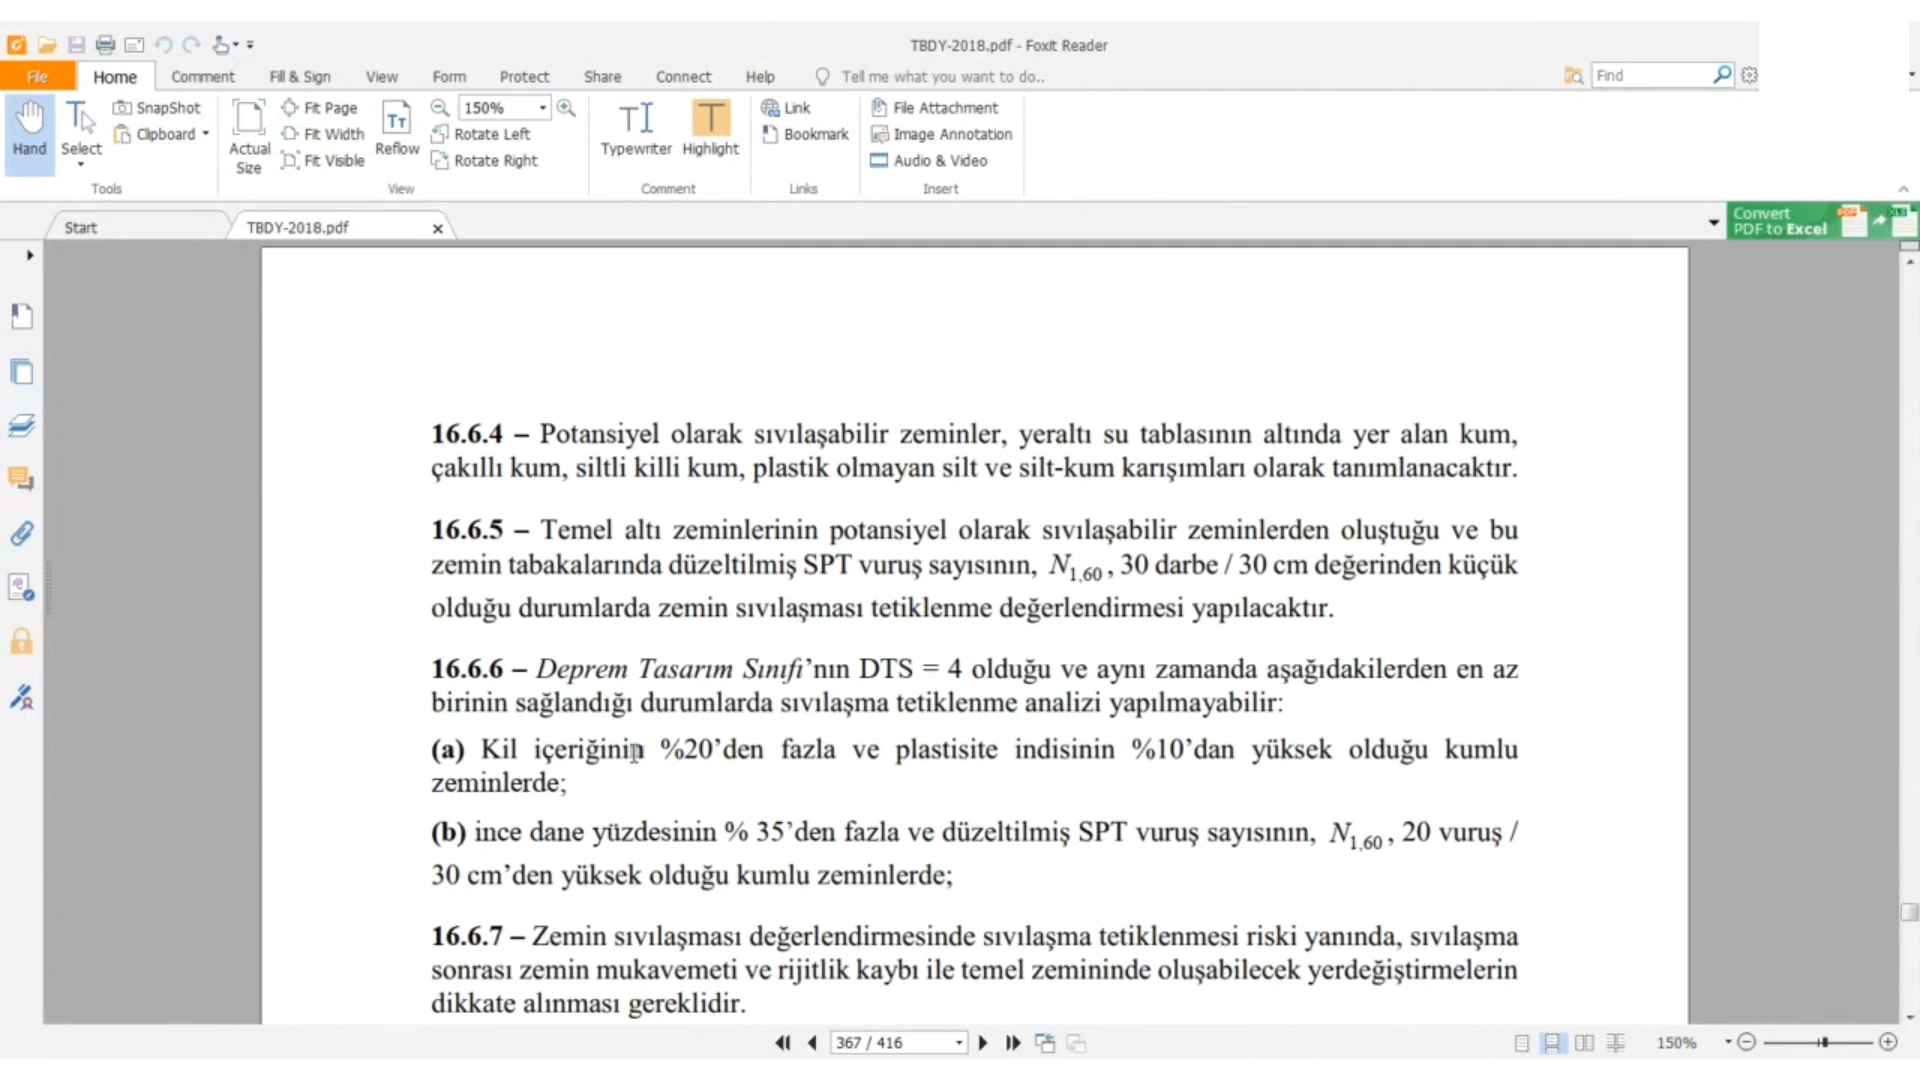 TBDY-2018.pdf - Foxit Reader
File Home Comment Fill & Sign View Form Protect Share Connect Help Tell me what you want to do.. Find
Hand
Select
SnapShot
Clipboard
Tools
Actual
Size
Fit Page
Fit Width
Fit Visible
Reflow
150%
Rotate Left
Rotate Right
View
Typewriter
Highlight
Comment
Link
Bookmark
Links
File Attachment
Image Annotation
Audio & Video
Insert
Start
TBDY-2018.pdf
Convert
PDF to Excel
16.6.4 – Potansiyel olarak sıvılaşabilir zeminler, yeraltı su tablasının altında yer alan kum,
çakıllı kum, siltli killi kum, plastik olmayan silt ve silt-kum karışımları olarak tanımlanacaktır.
16.6.5 – Temel altı zeminlerinin potansiyel olarak sıvılaşabilir zeminlerden oluştuğu ve bu
zemin tabakalarında düzeltilmiş SPT vuruş sayısının, N1,60 , 30 darbe / 30 cm değerinden küçük
olduğu durumlarda zemin sıvılaşması tetiklenme değerlendirmesi yapılacaktır.
16.6.6 – Deprem Tasarım Sınıfı’nın DTS = 4 olduğu ve aynı zamanda aşağıdakilerden en az
birinin sağlandığı durumlarda sıvılaşma tetiklenme analizi yapılmayabilir:
(a) Kil içeriğinin %20’den fazla ve plastisite indisinin %10’dan yüksek olduğu kumlu
zeminlerde;
(b) ince dane yüzdesinin % 35’den fazla ve düzeltilmiş SPT vuruş sayısının, N1,60 , 20 vuruş /
30 cm’den yüksek olduğu kumlu zeminlerde;
16.6.7 – Zemin sıvılaşması değerlendirmesinde sıvılaşma tetiklenmesi riski yanında, sıvılaşma
sonrası zemin mukavemeti ve rijitlik kaybı ile temel zemininde oluşabilecek yerdeğiştirmelerin
dikkate alınması gereklidir.
367 / 416
150%